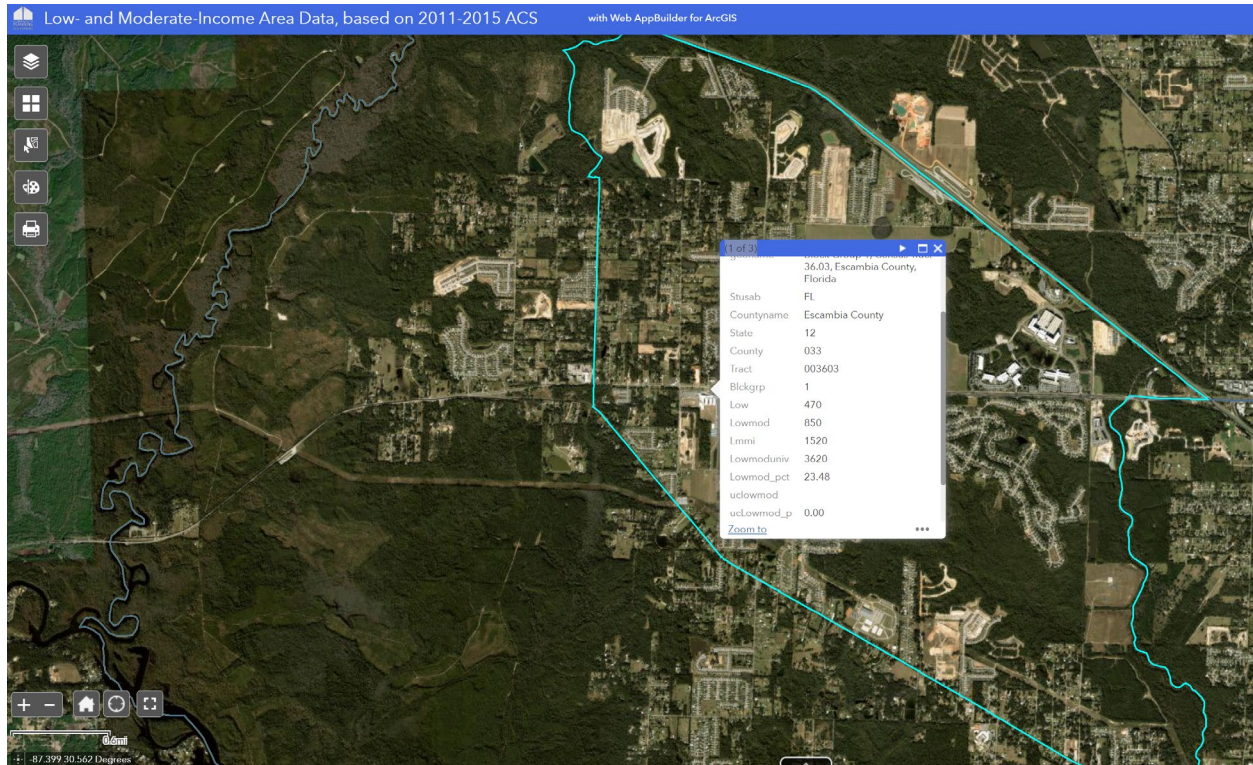 Low- and Moderate-Income Area Data, based on 2011-2015 ACS with Web AppBuilder for ArcGIS
(1 of 3)
36.03, Escambia County,
Florida
Stusab FL
Countyname Escambia County
State 12
County 033
Tract 003603
Blckgrp 1
Low 470
Lowmod 850
Lmmi 1520
Lowmoduniv 3620
Lowmod_pct 23.48
uclowmod
ucLowmod_p 0.00
Zoom to
0.6mi
-87.399 30.562 Degrees